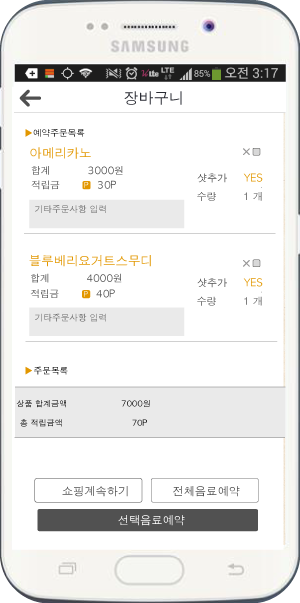 SAMSUNG
LTE 85% 오전 3:17
장바구니
▶예약주문목록
아메리카노
합계 3000원 샷추가 YES
적립금 P 30P 수량 1 개
기타주문사항 입력
블루베리요거트스무디
합계 4000원 샷추가 YES
적립금 P 40P 수량 1 개
기타주문사항 입력
▶주문목록
상품 합계금액 7000원
총 적립금액 70P
쇼핑계속하기 전체음료예약
선택음료예약